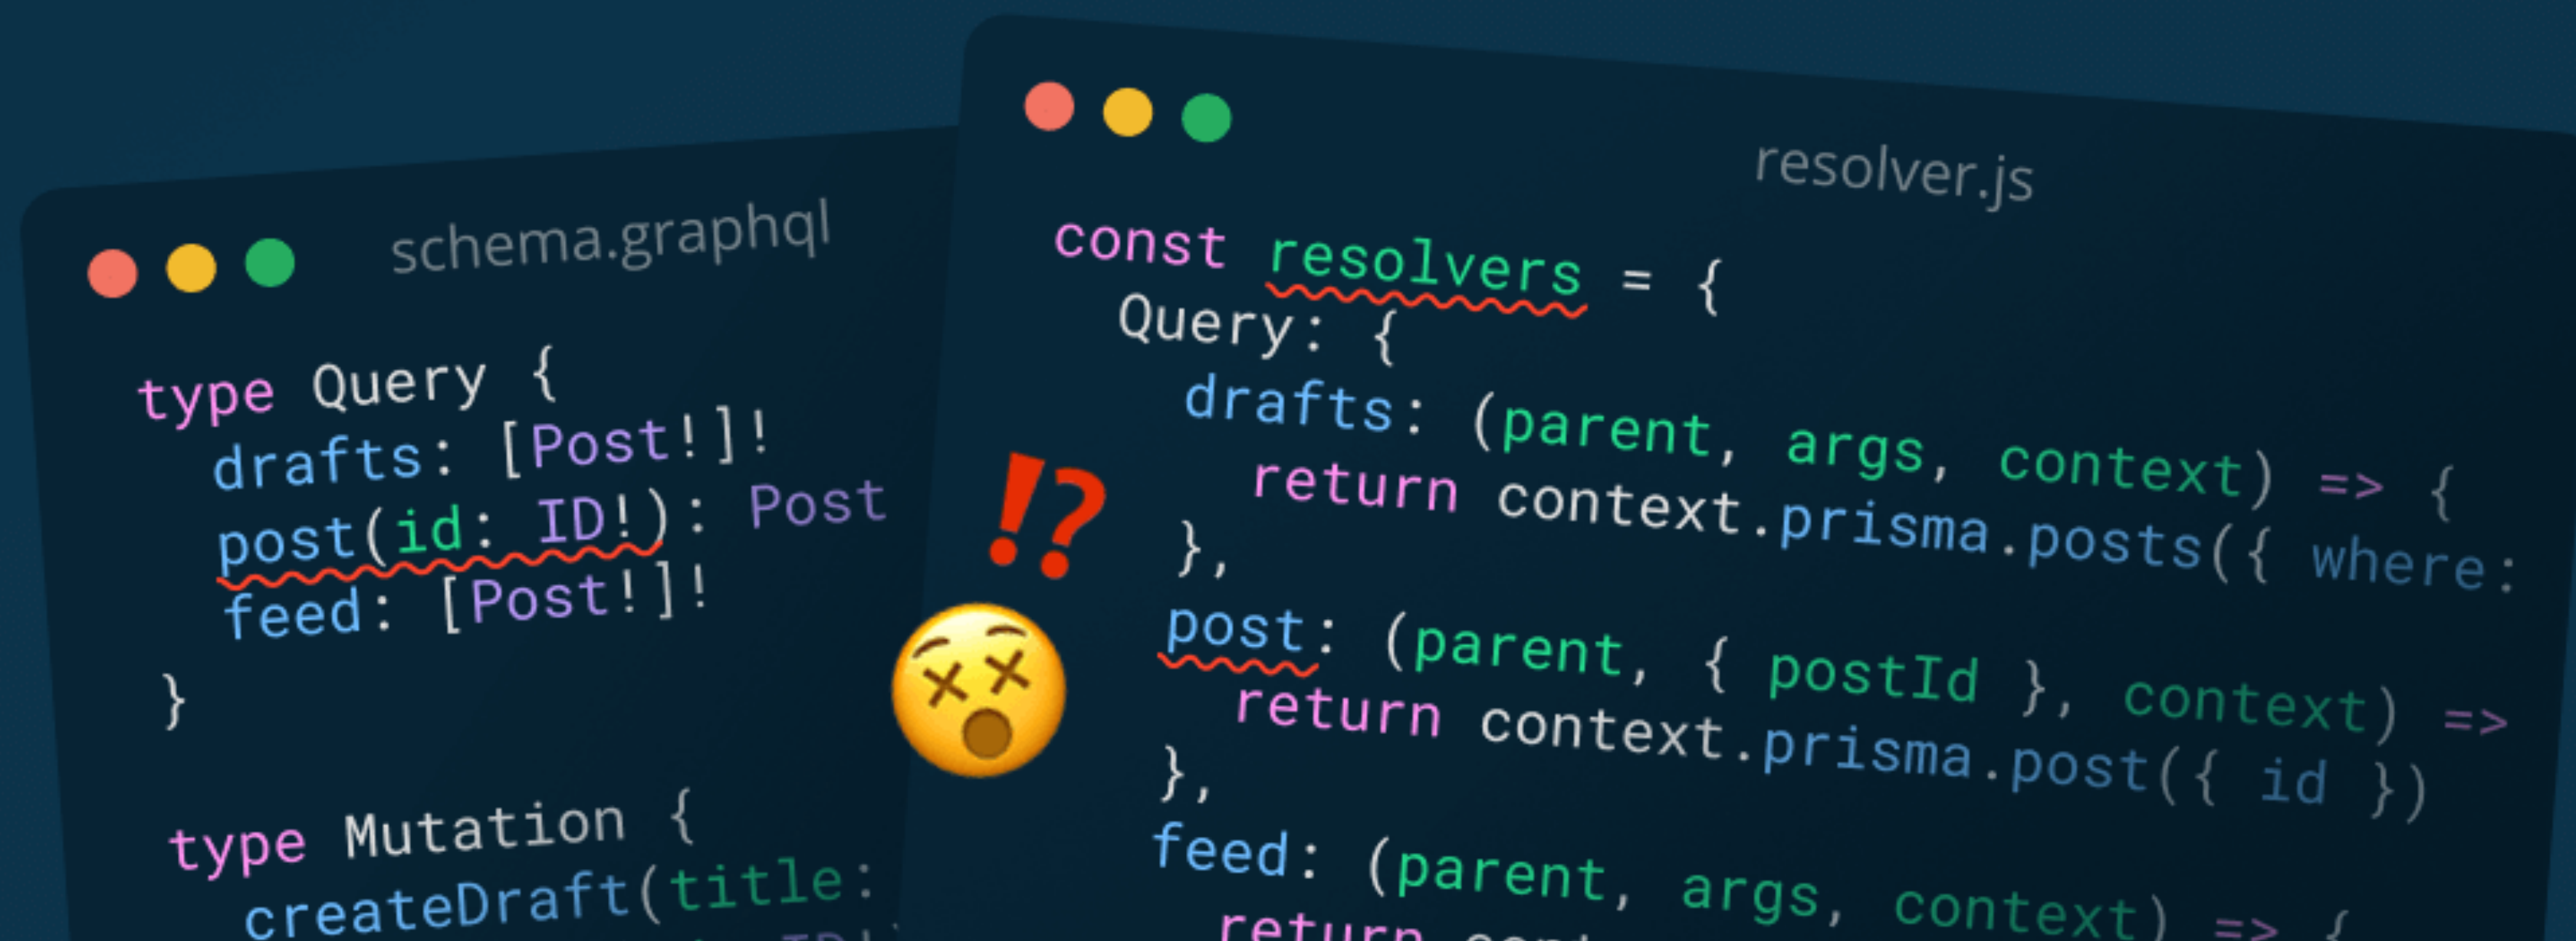 schema.graphql
type Query {
drafts: [Post!]!
post(id: ID!): Post
feed: [Post!]!
}
type Mutation {
createDraft(title:
ID!
resolver.js
const resolvers = {
Query: {
drafts: (parent, args, context) => {
return context.prisma.posts({ where:
},
post: (parent, { postId }, context) =>
return context.prisma.post({ id })
},
feed: (parent, args, context) => {
return